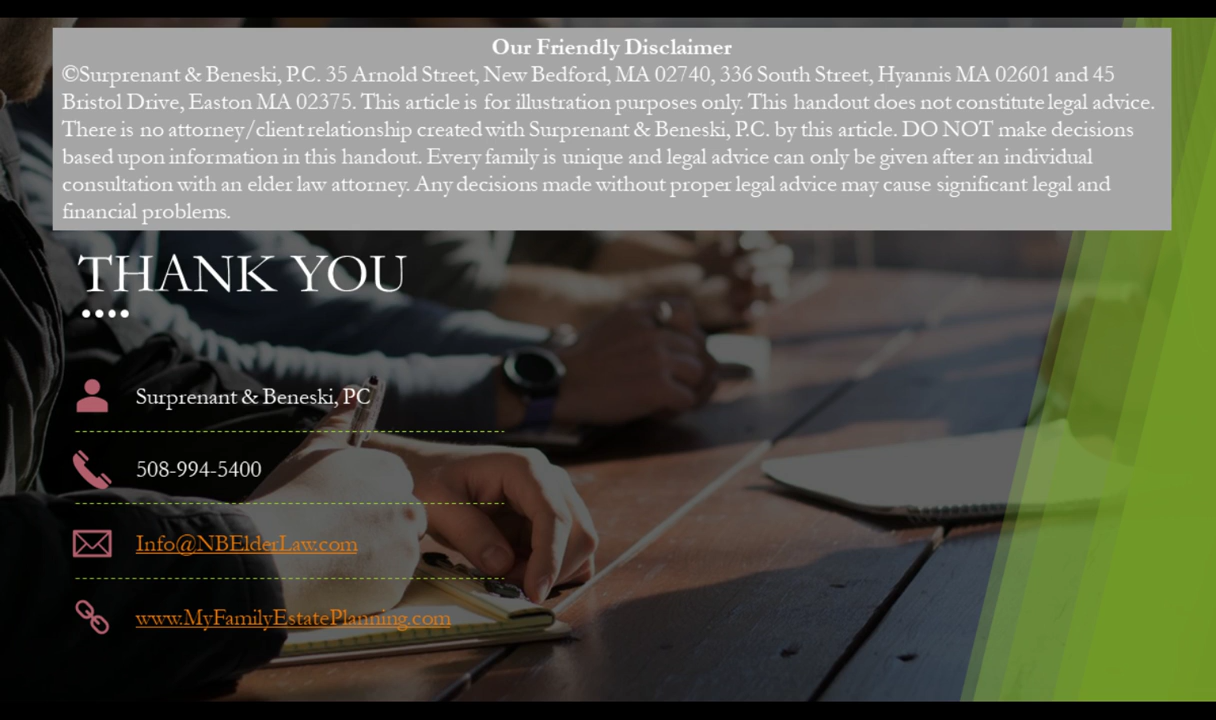 Our Friendly Disclaimer
©Surprenant & Beneski, P.C. 35 Arnold Street, New Bedford, MA 02740, 336 South Street, Hyannis MA 02601 and 45
Bristol Drive, Easton MA 02375. This article is for illustration purposes only. This handout does not constitute legal advice.
There is no attorney/client relationship created with Surprenant & Beneski, P.C. by this article. DO NOT make decisions
based upon information in this handout. Every family is unique and legal advice can only be given after an individual
consultation with an elder law attorney. Any decisions made without proper legal advice may cause significant legal and
financial problems.
THANK YOU
Surprenant & Beneski, PC
508-994-5400
Info@NBElderLaw.com
www.MyFamilyEstatePlanning.com